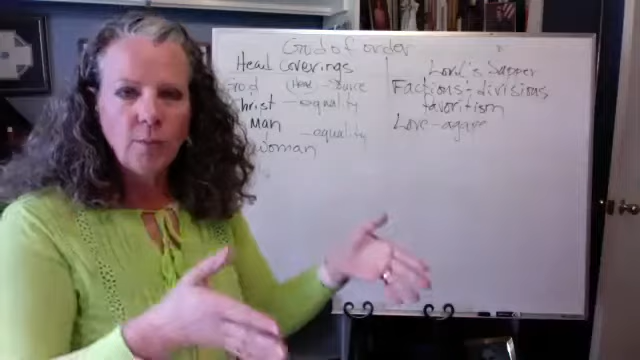 God of order
Head Coverings
God (Head - source
Christ - equality
Man
- equality
woman
Lord's Supper
Factions - divisions
favoritism
Love - agape